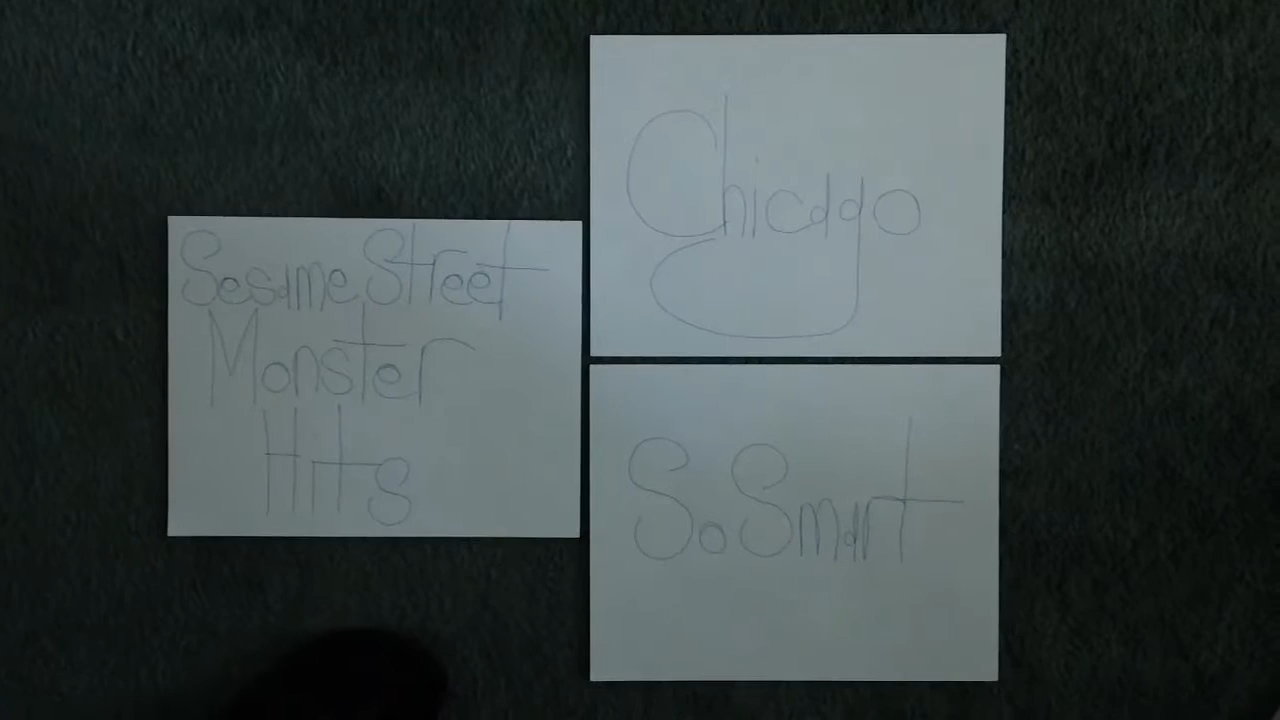 Sesame Street
Monster
Hits
Chicago
So Smart